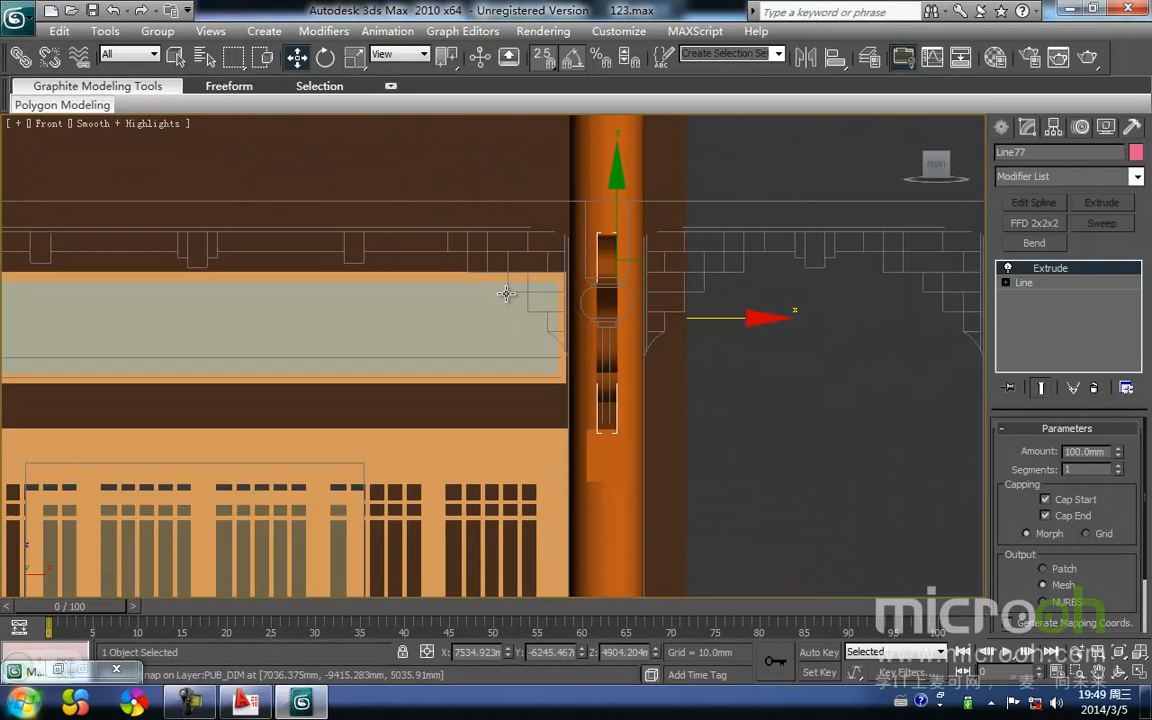 Autodesk 3ds Max 2010 x64 - Unregistered Version 123.max
Type a keyword or phrase
Edit Tools Group Views Create Modifiers Animation Graph Editors Rendering Customize MAXScript Help
All
View
2.5
Create Selection Se
Graphite Modeling Tools Freeform Selection
Polygon Modeling
[ + [] Front [] Smooth + Highlights ]
FRONT
y
x
Line77
Modifier List
Edit Spline Extrude
FFD 2x2x2 Sweep
Bend
Extrude
Line
Parameters
Amount: 100.0mm
Segments: 1
Capping
Cap Start
Cap End
Morph Grid
Output
Patch
Mesh
NURBS
Generate Mapping Coords.
microoh
www.microoh.com
0 / 100
0 5 10 15 20 25 30 35 40 45 50 55 60 65 70 75 80 85 90 95 100
1 Object Selected X: 7534.923m Y: -6245.467 Z: 4904.204m Grid = 10.0mm Auto Key Selected
nap on Layer:PUB_DIM at [7036.375mm, -9415.283mm, 5035.91mm] Add Time Tag Set Key Key Filters...
19:49 周三
2014/3/5